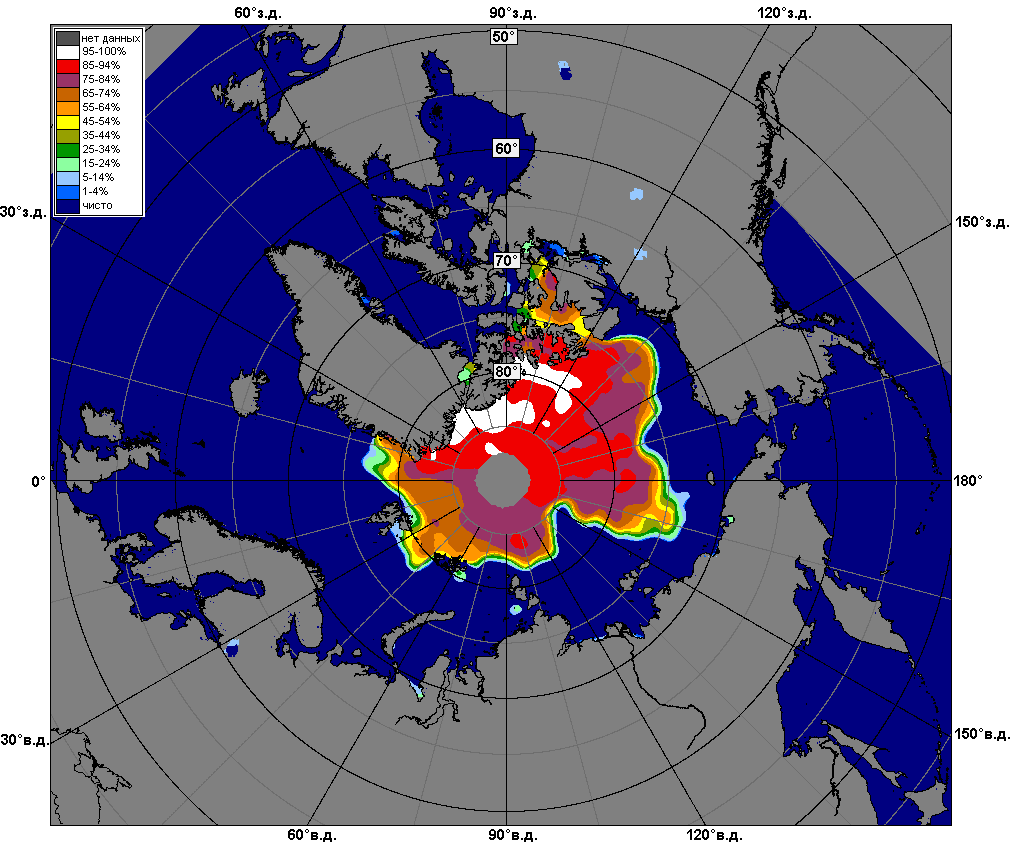 60°з.д.
90°з.д.
120°з.д.
50°
нет данных
95-100%
85-94%
75-84%
65-74%
55-64%
45-54%
35-44%
25-34%
15-24%
5-14%
1-4%
чисто
60°
30°з.д.
150°з.д.
70°
80°
0°
180°
30°в.д.
150°в.д.
60°в.д.
90°в.д.
120°в.д.